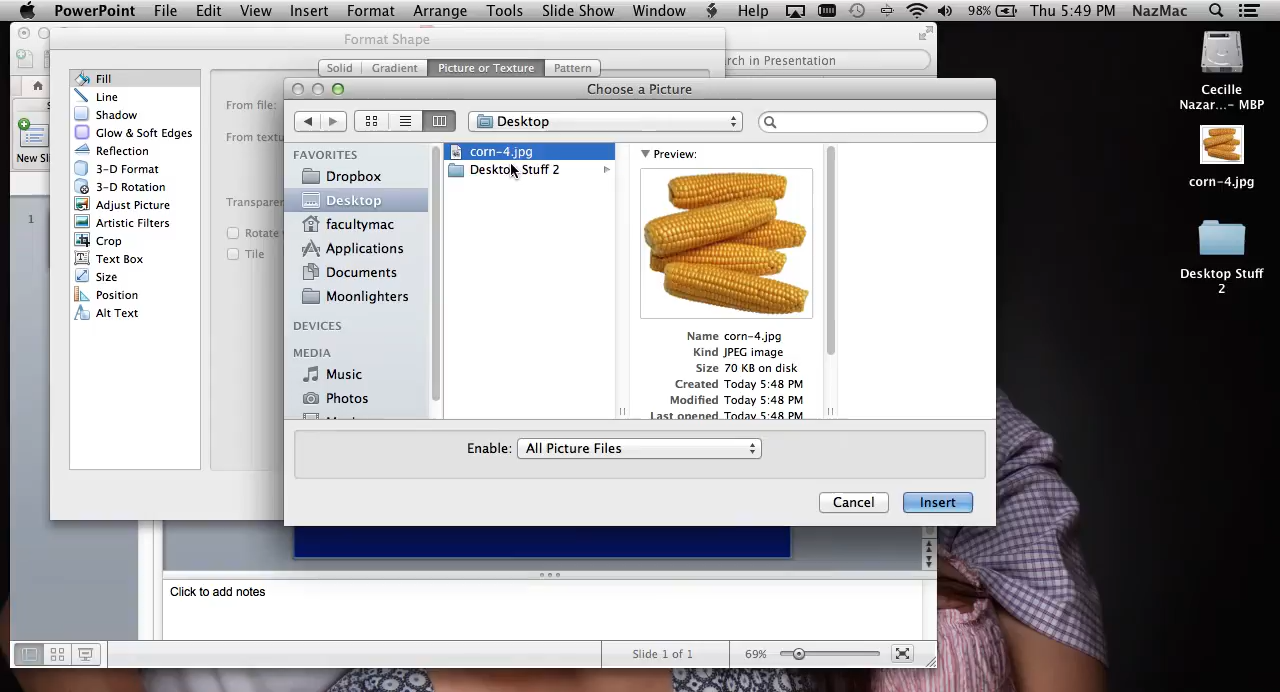 PowerPoint File Edit View Insert Format Arrange Tools Slide Show Window Help 98% Thu 5:49 PM NazMac
Format Shape
rch in Presentation
Solid Gradient Picture or Texture Pattern
Fill
Line
Shadow
Glow & Soft Edges
Reflection
3-D Format
3-D Rotation
Adjust Picture
Artistic Filters
Crop
Text Box
Size
Position
Alt Text
New Sl
1
From file:
From textu
Transparen
Rotate
Tile
Choose a Picture
Desktop
FAVORITES
Dropbox
Desktop
facultymac
Applications
Documents
Moonlighters
DEVICES
MEDIA
Music
Photos
corn-4.jpg
Desktop Stuff 2
Preview:
Name corn-4.jpg
Kind JPEG image
Size 70 KB on disk
Created Today 5:48 PM
Modified Today 5:48 PM
Last opened Today 5:48 PM
Enable: All Picture Files
Cancel Insert
Click to add notes
Slide 1 of 1 69%
Cecille
Nazar...- MBP
corn-4.jpg
Desktop Stuff
2